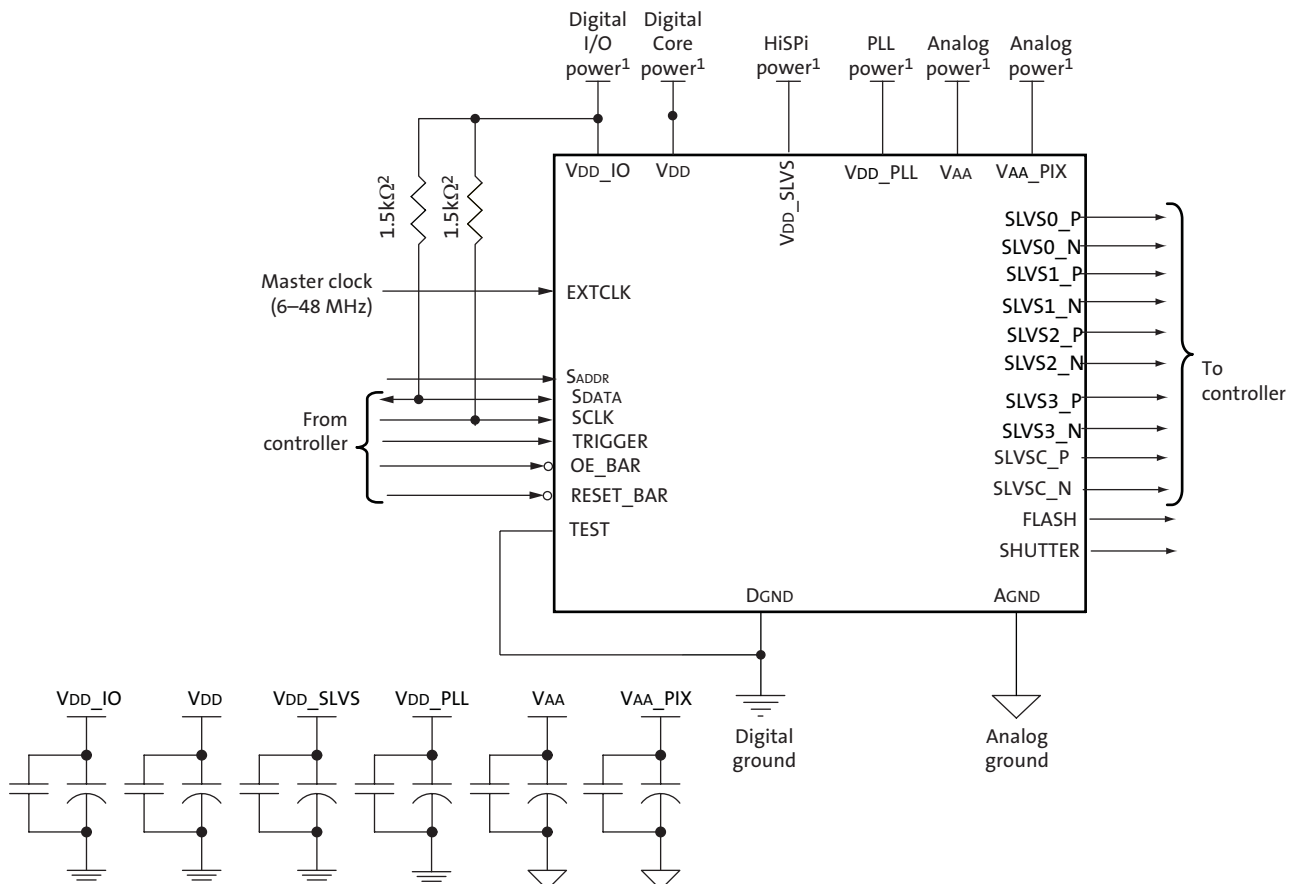 Digital
I/O
power1
Digital
Core
power1
HiSPi
power1
PLL
power1
Analog
power1
Analog
power1
VDD_IO
VDD
VDD_SLVS
VDD_PLL
VAA
VAA_PIX
1.5kΩ2
1.5kΩ2
Master clock
(6–48 MHz)
EXTCLK
SADDR
SDATA
SCLK
TRIGGER
OE_BAR
RESET_BAR
TEST
From
controller
SLVS0_P
SLVS0_N
SLVS1_P
SLVS1_N
SLVS2_P
SLVS2_N
SLVS3_P
SLVS3_N
SLVSC_P
SLVSC_N
FLASH
SHUTTER
To
controller
DGND
AGND
Digital
ground
Analog
ground
VDD_IO
VDD
VDD_SLVS
VDD_PLL
VAA
VAA_PIX